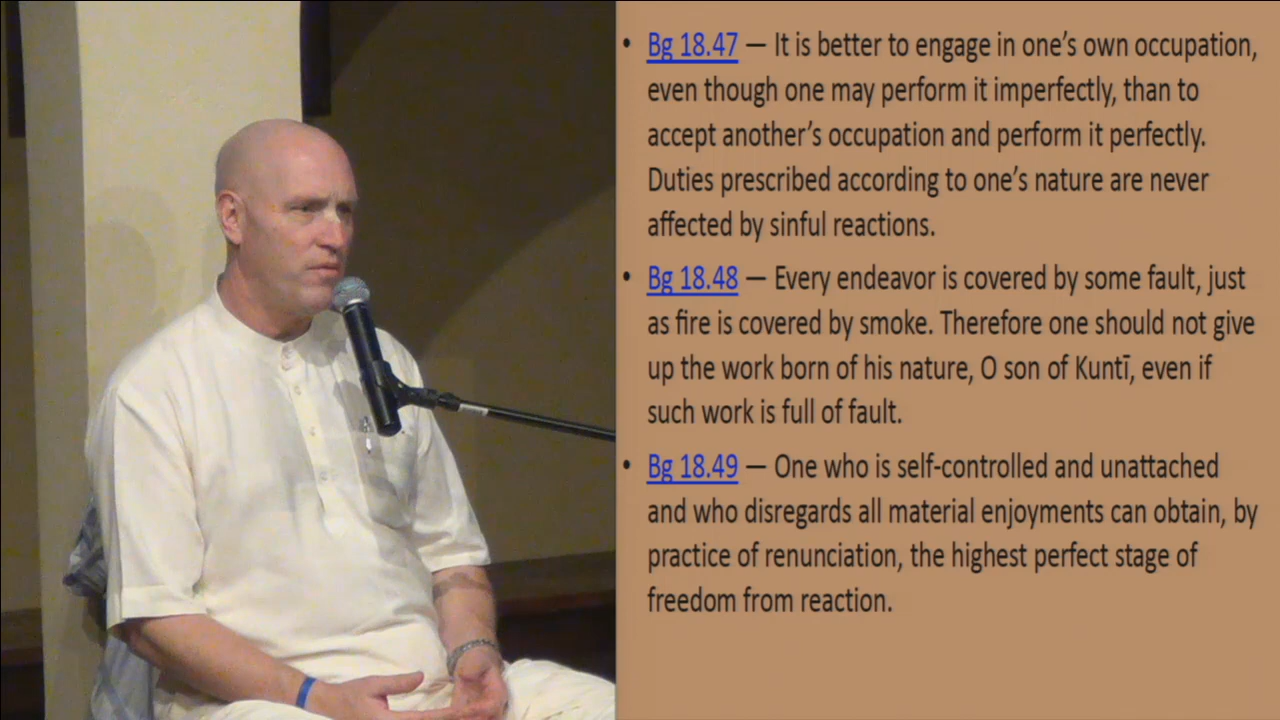 • Bg 18.47 — It is better to engage in one’s own occupation,
even though one may perform it imperfectly, than to
accept another’s occupation and perform it perfectly.
Duties prescribed according to one’s nature are never
affected by sinful reactions.
• Bg 18.48 — Every endeavor is covered by some fault, just
as fire is covered by smoke. Therefore one should not give
up the work born of his nature, O son of Kuntī, even if
such work is full of fault.
• Bg 18.49 — One who is self-controlled and unattached
and who disregards all material enjoyments can obtain, by
practice of renunciation, the highest perfect stage of
freedom from reaction.